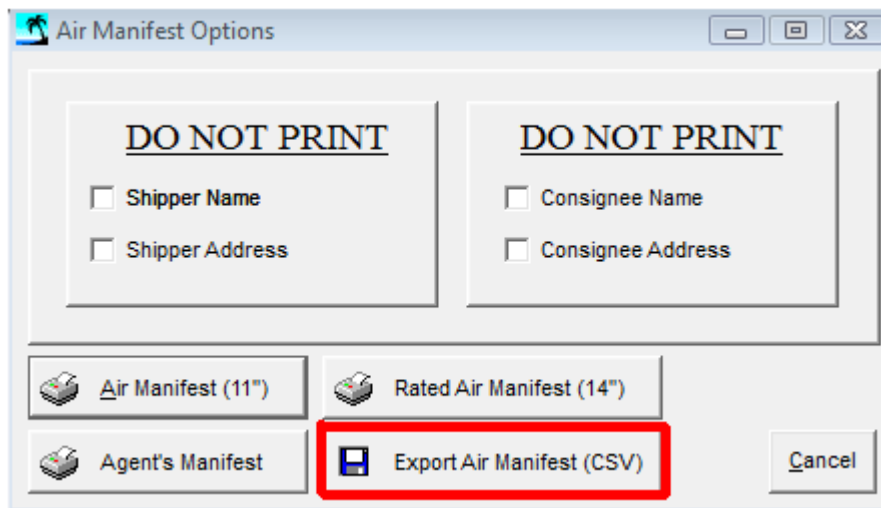 Air Manifest Options
DO NOT PRINT
Shipper Name
Shipper Address
DO NOT PRINT
Consignee Name
Consignee Address
Air Manifest (11")
Rated Air Manifest (14")
Agent's Manifest
Export Air Manifest (CSV)
Cancel